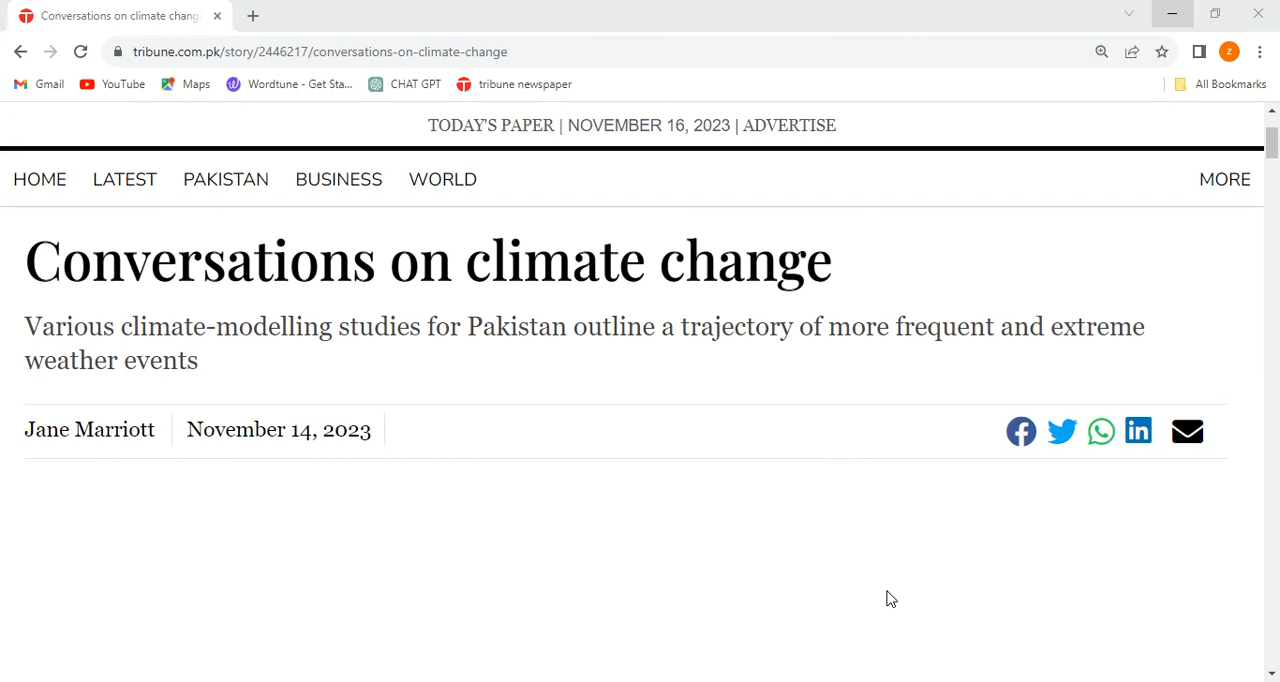 Conversations on climate chang
tribune.com.pk/story/2446217/conversations-on-climate-change
z
Gmail YouTube Maps Wordtune - Get Sta... CHAT GPT tribune newspaper All Bookmarks
TODAY'S PAPER | NOVEMBER 16, 2023 | ADVERTISE
HOME LATEST PAKISTAN BUSINESS WORLD MORE
Conversations on climate change
Various climate-modelling studies for Pakistan outline a trajectory of more frequent and extreme
weather events
Jane Marriott November 14, 2023